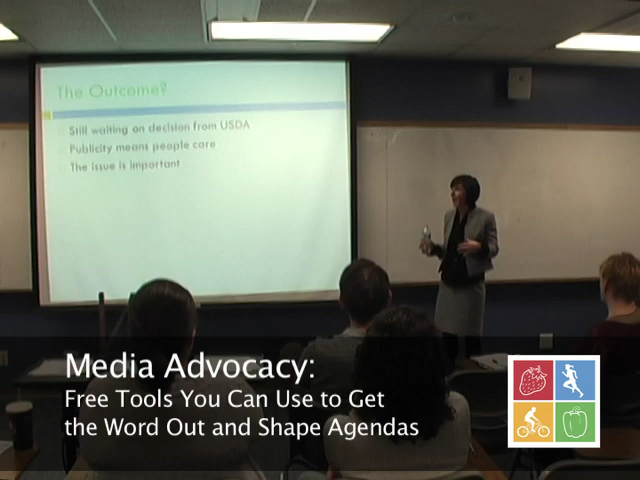 The Outcome?
Still waiting on decision from USDA
Publicity means people care
The issue is important
Media Advocacy:
Free Tools You Can Use to Get
the Word Out and Shape Agendas